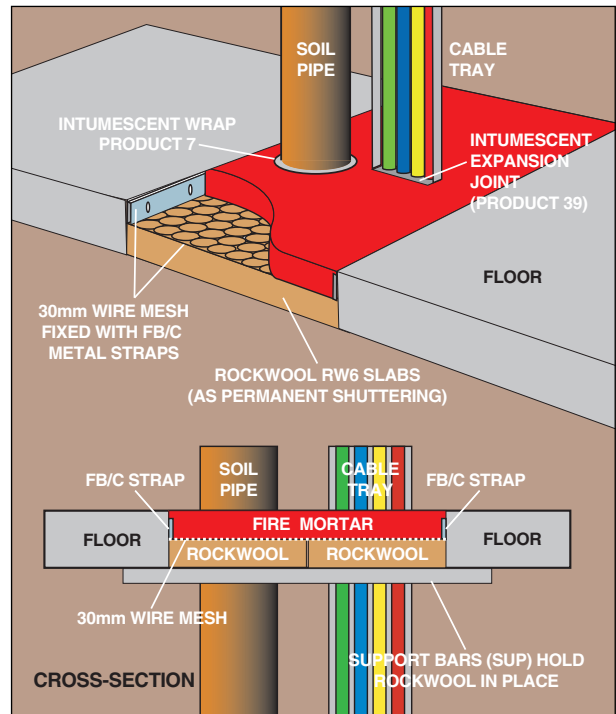 SOIL
PIPE
CABLE
TRAY
INTUMESCENT WRAP
PRODUCT 7
INTUMESCENT
EXPANSION
JOINT
(PRODUCT 39)
FLOOR
30mm WIRE MESH
FIXED WITH FB/C
METAL STRAPS
ROCKWOOL RW6 SLABS
(AS PERMANENT SHUTTERING)
FB/C STRAP
SOIL
PIPE
CABLE
TRAY
FB/C STRAP
FLOOR
FIRE MORTAR
FLOOR
ROCKWOOL
ROCKWOOL
30mm WIRE MESH
CROSS-SECTION
SUPPORT BARS (SUP) HOLD
ROCKWOOL IN PLACE